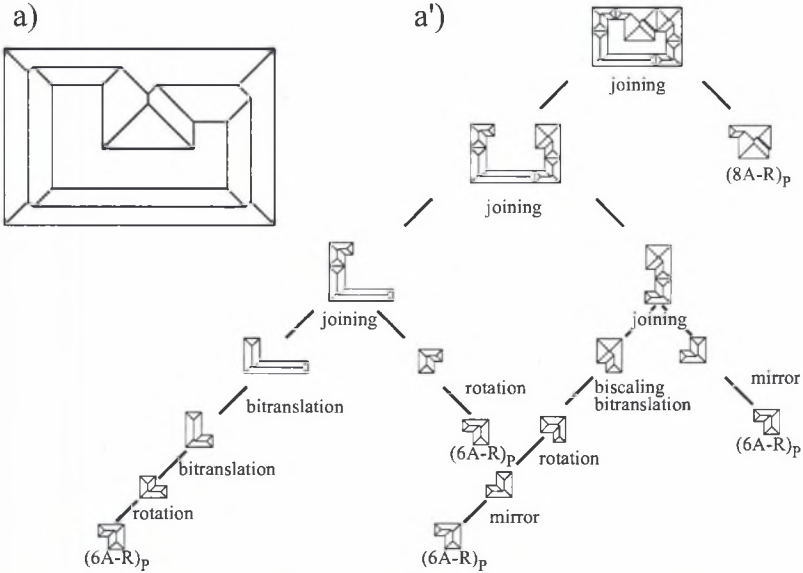 a)
a')
joining
(8A-R)P
joining
joining
joining
rotation
biscaling
bitranslation
mirror
bitranslation
(6A-R)P
rotation
(6A-R)P
bitranslation
rotation
mirror
(6A-R)P
(6A-R)P